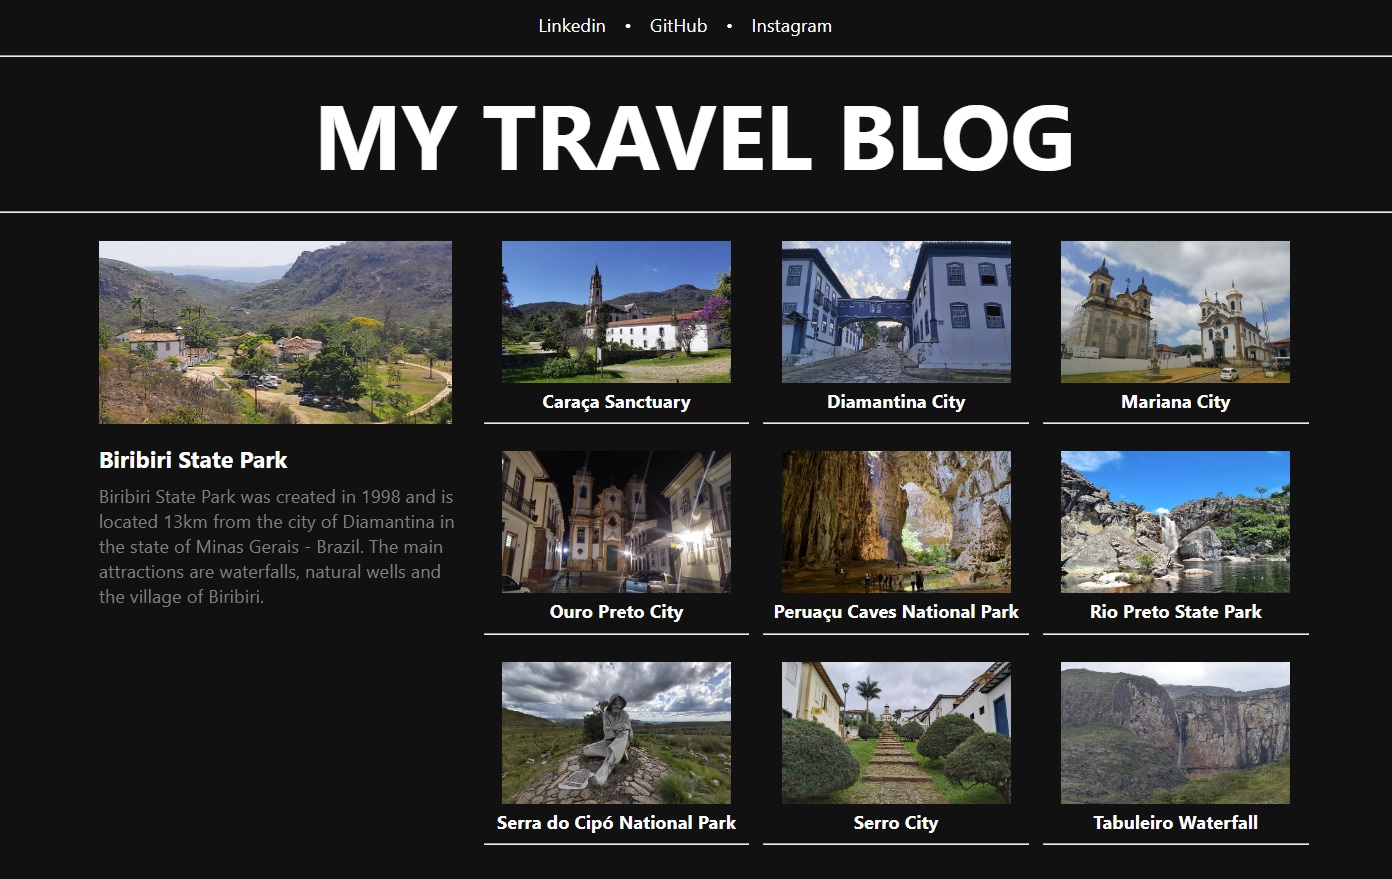 Linkedin • GitHub • Instagram
MY TRAVEL BLOG
Biribiri State Park
Biribiri State Park was created in 1998 and is
located 13km from the city of Diamantina in
the state of Minas Gerais - Brazil. The main
attractions are waterfalls, natural wells and
the village of Biribiri.
Caraça Sanctuary
Diamantina City
Mariana City
Ouro Preto City
Peruaçu Caves National Park
Rio Preto State Park
Serra do Cipó National Park
Serro City
Tabuleiro Waterfall